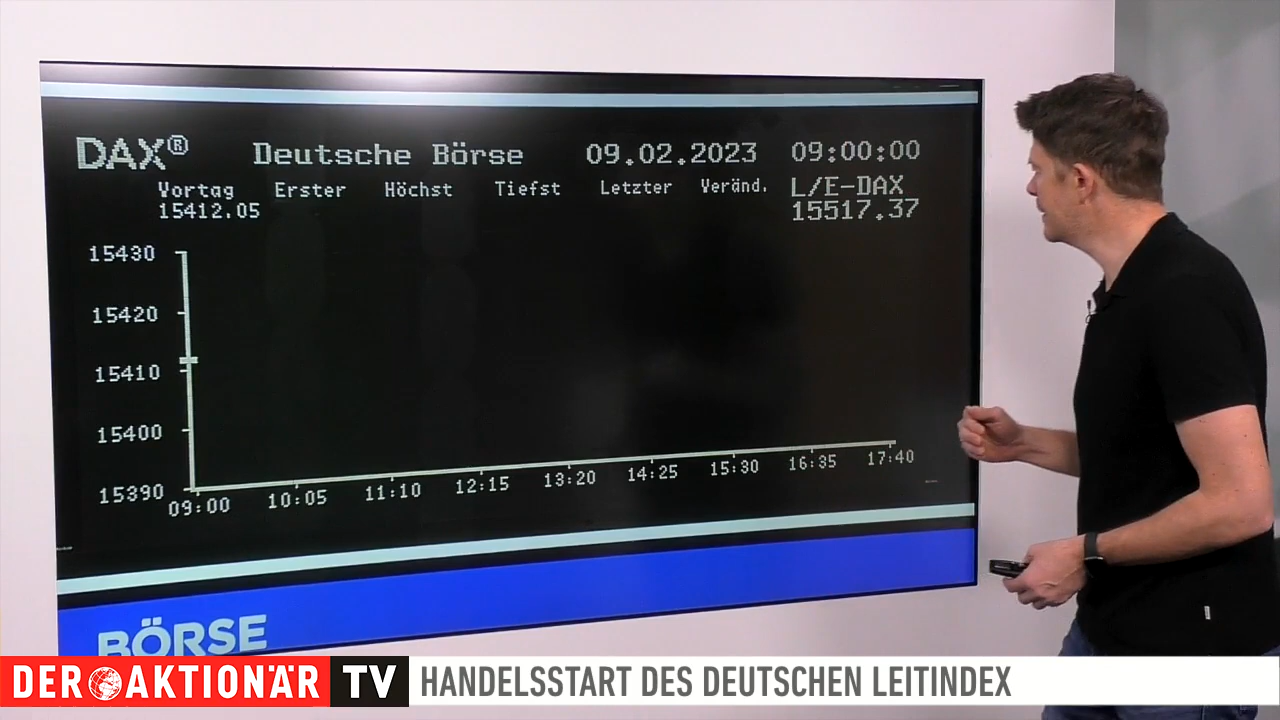 DAX® Deutsche Börse 09.02.2023 09:00:00
Vortag Erster Höchst Tiefst Letzter Veränd. L/E-DAX
15412.05 15517.37
15430
15420
15410
15400
15390
09:00 10:05 11:10 12:15 13:20 14:25 15:30 16:35 17:40
BÖRSE
DER AKTIONÄR TV HANDELSSTART DES DEUTSCHEN LEITINDEX